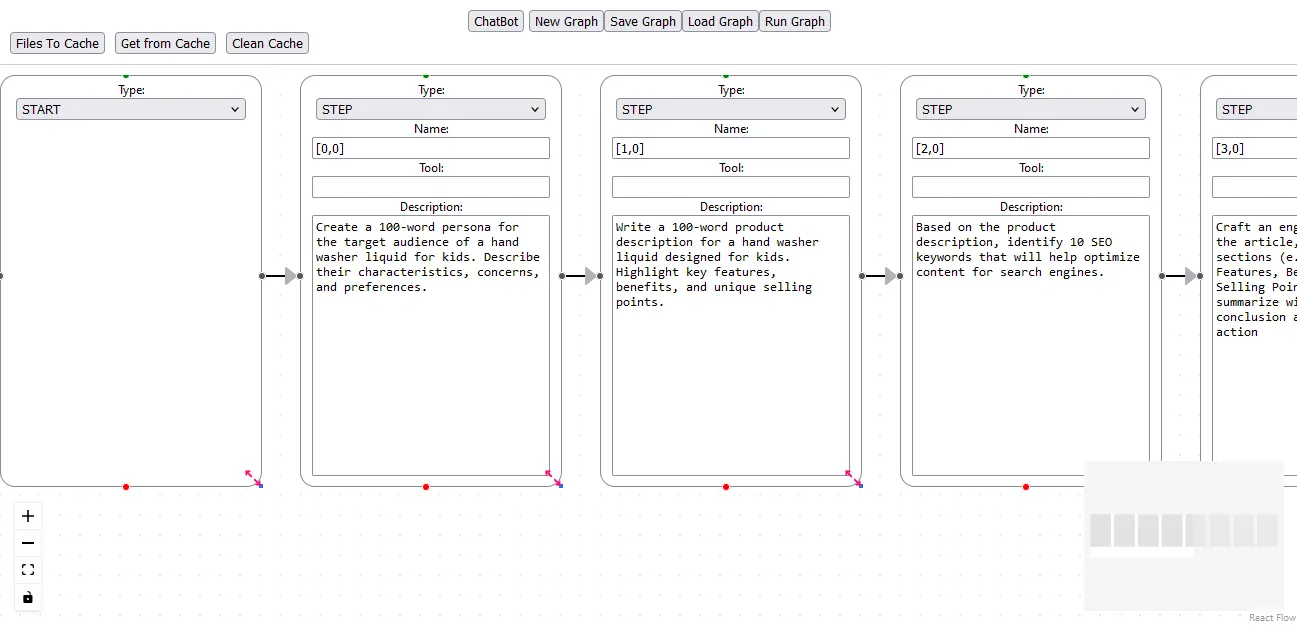 ChatBot New Graph Save Graph Load Graph Run Graph
Files To Cache Get from Cache Clean Cache
Type:
START
Type:
STEP
Name:
[0,0]
Tool:
Description:
Create a 100-word persona for
the target audience of a hand
washer liquid for kids. Describe
their characteristics, concerns,
and preferences.
Type:
STEP
Name:
[1,0]
Tool:
Description:
Write a 100-word product
description for a hand washer
liquid designed for kids.
Highlight key features,
benefits, and unique selling
points.
Type:
STEP
Name:
[2,0]
Tool:
Description:
Based on the product
description, identify 10 SEO
keywords that will help optimize
content for search engines.
STEP
[3,0]
Craft an
the article,
sections
Features,
Selling
summarize
conclusion
action
React Flow